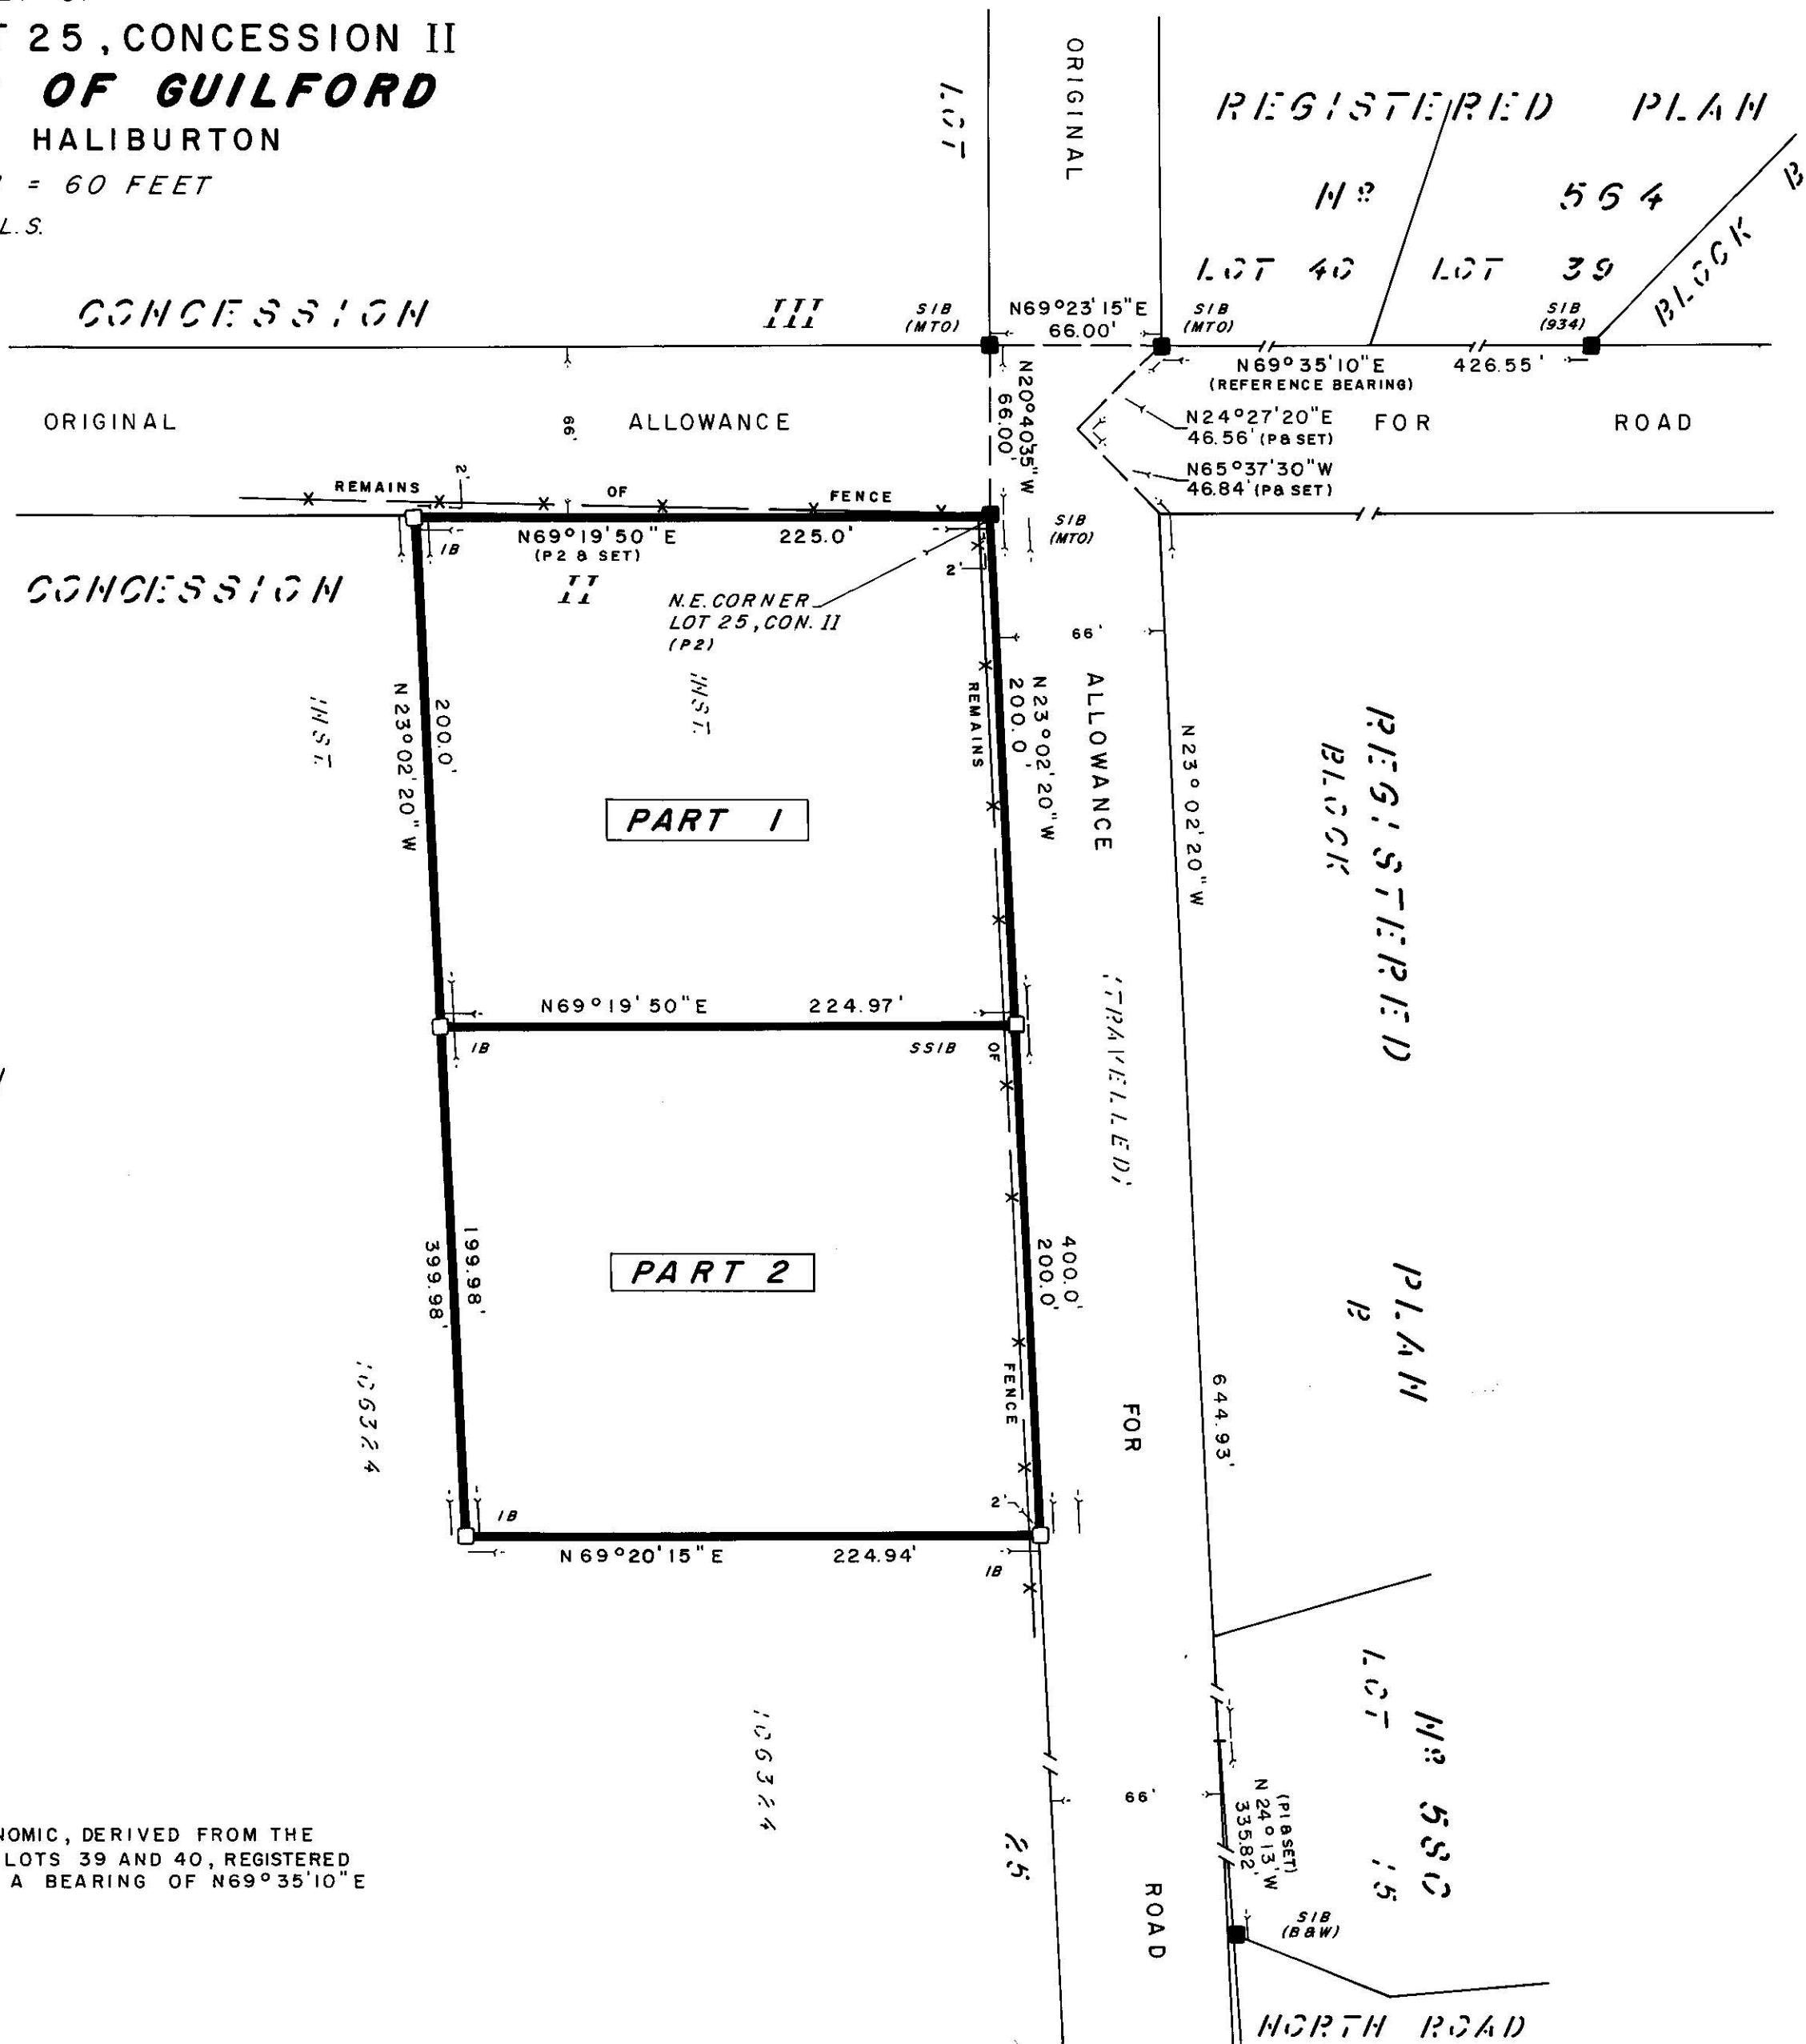 25, CONCESSION II
OF GUILFORD
HALIBURTON
= 60 FEET
L.S.
LOT
ORIGINAL
REGISTERED PLAN
Nº 564
LOT 40 LOT 39
BLOCK B
CONCESSION III
SIB
(MTO)
N69°23'15"E
66.00'
SIB
(MTO)
SIB
(934)
N69°35'10"E 426.55'
(REFERENCE BEARING)
N20°40'35"W
66.00'
N24°27'20"E
46.56' (P8 SET)
N65°37'30"W
46.84' (P8 SET)
ORIGINAL 66' ALLOWANCE FOR ROAD
REMAINS 2' OF FENCE
IB
N69°19'50"E 225.0'
(P2 & SET)
SIB
(MTO)
2'
CONCESSION II
N.E. CORNER
LOT 25, CON. II
(P2)
66'
INST.
INST.
N23°02'20"W
200.0'
REMAINS
N23°02'20"W
200.0'
ALLOWANCE
N23°02'20"W
REGISTERED
BLOCK
PART 1
N69°19'50"E 224.97'
IB
SSIB
OF
(TRAVELLED)
PART 2
199.98'
399.98'
400.0'
200.0'
FENCE
FOR
644.93'
PLAN
B
106324
IB
2'
N69°20'15"E 224.94'
IB
106324
25
66'
ROAD
LOT 15
Nº 580
(P1 & SET)
N24°13'W
335.82'
SIB
(B&W)
NORTH ROAD
NOMIC, DERIVED FROM THE
LOTS 39 AND 40, REGISTERED
A BEARING OF N69°35'10"E